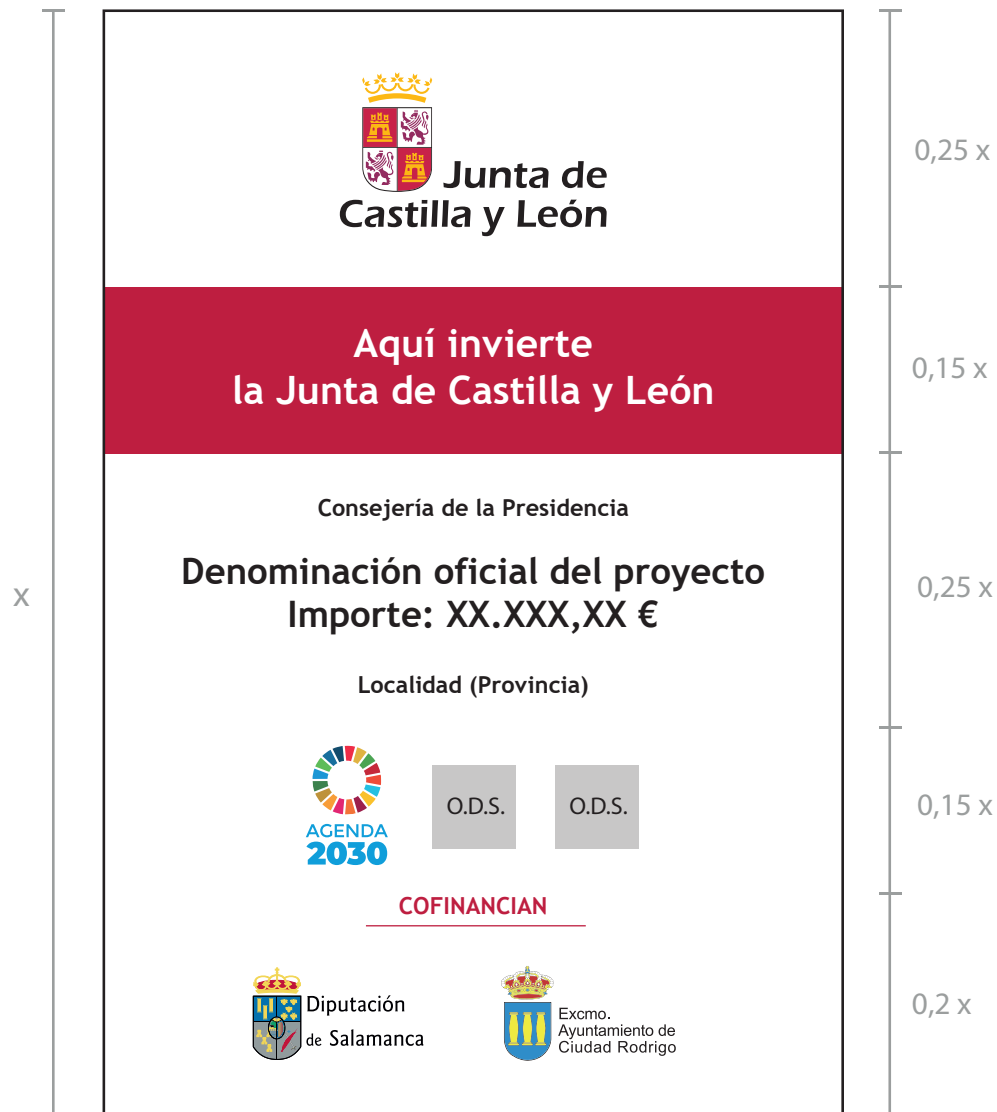 0,25 x
Junta de
Castilla y León
Aquí invierte
la Junta de Castilla y León
0,15 x
Consejería de la Presidencia
Denominación oficial del proyecto
Importe: XX.XXX,XX €
x
0,25 x
Localidad (Provincia)
O.D.S.
O.D.S.
0,15 x
AGENDA
2030
COFINANCIAN
Diputación
de Salamanca
Excmo.
Ayuntamiento de
Ciudad Rodrigo
0,2 x